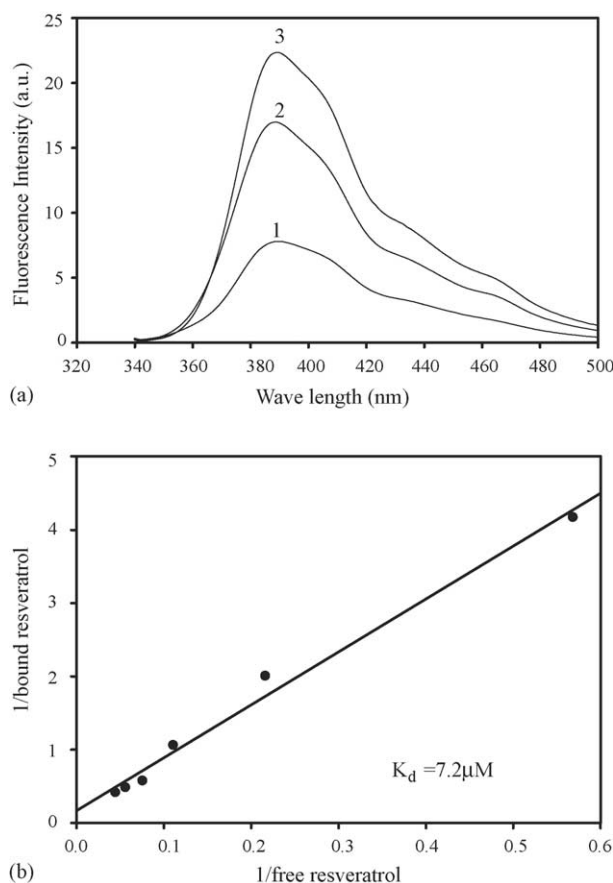 25
20
15
10
5
0
Fluorescence Intensity (a.u.)
3
2
1
320 340 360 380 400 420 440 460 480 500
Wave length (nm)
(a)
5
4
3
2
1
0
1/bound resveratrol
K_d =7.2μM
0.0 0.1 0.2 0.3 0.4 0.5 0.6
1/free resveratrol
(b)